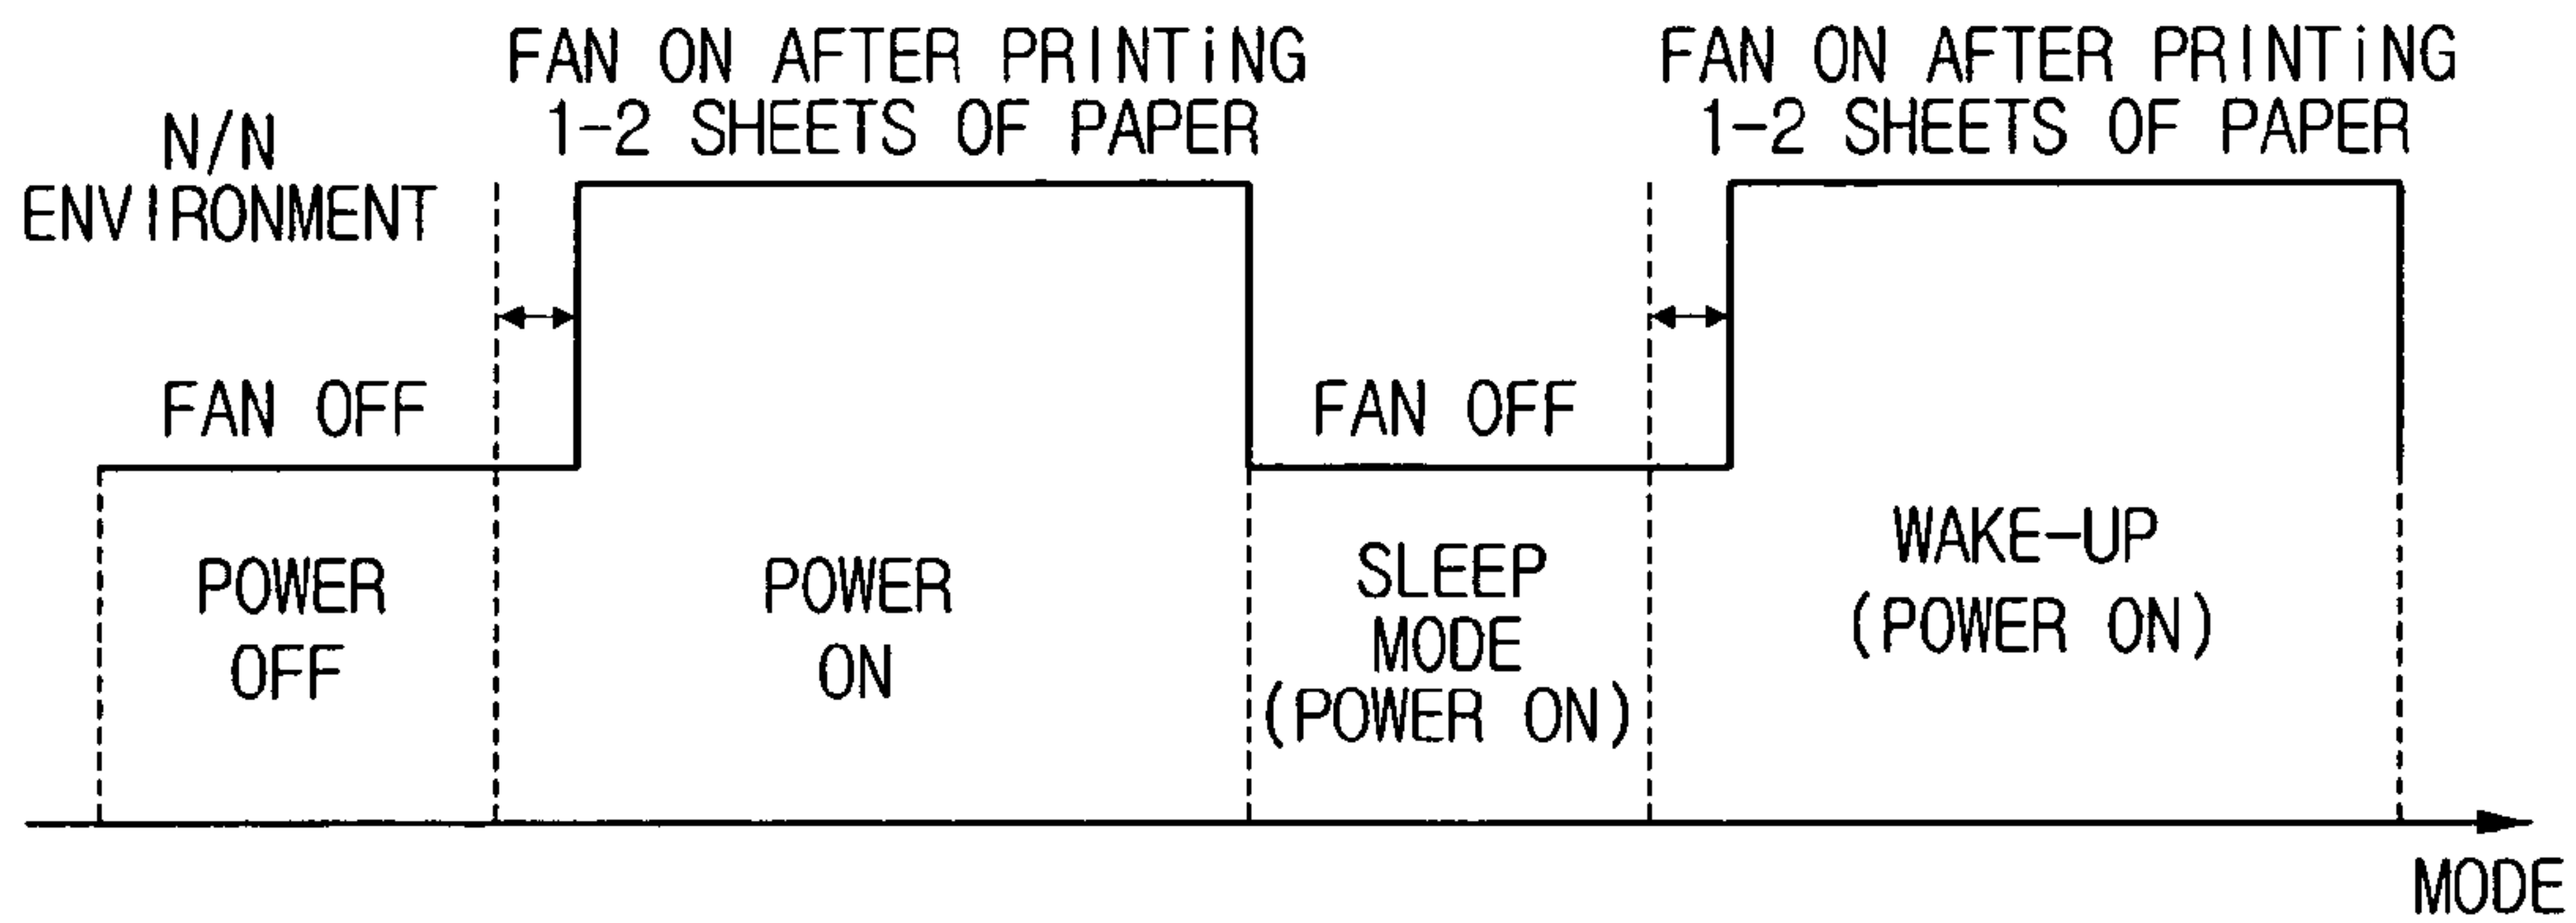 FAN ON AFTER PRINTiNG
1-2 SHEETS OF PAPER
FAN ON AFTER PRINTiNG
1-2 SHEETS OF PAPER
N/N
ENVIRONMENT
FAN OFF
FAN OFF
POWER
OFF
POWER
ON
SLEEP
MODE
(POWER ON)
WAKE-UP
(POWER ON)
MODE